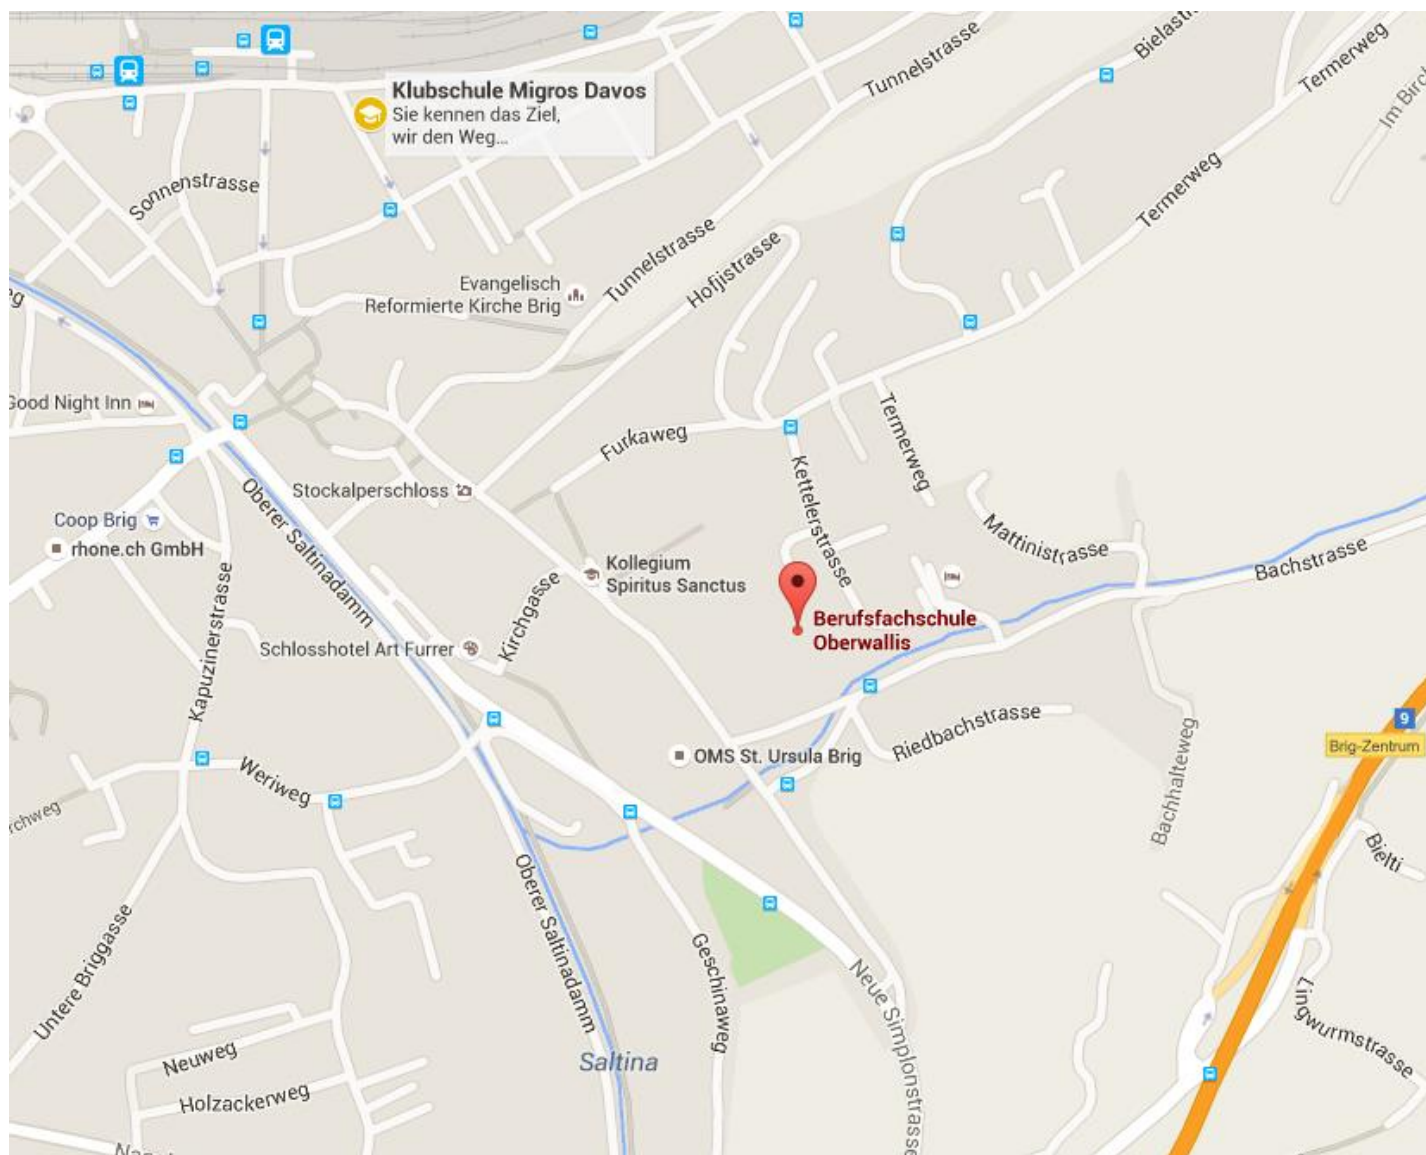 Klubschule Migros Davos
Sie kennen das Ziel,
wir den Weg...
Tunnelstrasse
Termerweg
Sonnenstrasse
Termerweg
Evangelisch
Reformierte Kirche Brig
Tunnelstrasse
Hofjistrasse
Good Night Inn
Furkaweg
Termerweg
Kettelerstrasse
Stockalperschloss
Oberer Saltinadamm
Coop Brig
rhone.ch GmbH
Mattinistrasse
Bachstrasse
Kollegium
Spiritus Sanctus
Kirchgasse
Kapuzinerstrasse
Berufsfachschule
Oberwallis
Schlosshotel Art Furrer
Riedbachstrasse
9
Brig-Zentrum
OMS St. Ursula Brig
Weriweg
Bachhalteweg
Bielti
Untere Briggasse
Oberer Saltinadamm
Geschinaweg
Neue Simplonstrasse
Lingwurmstrasse
Neuweg
Saltina
Holzackerweg